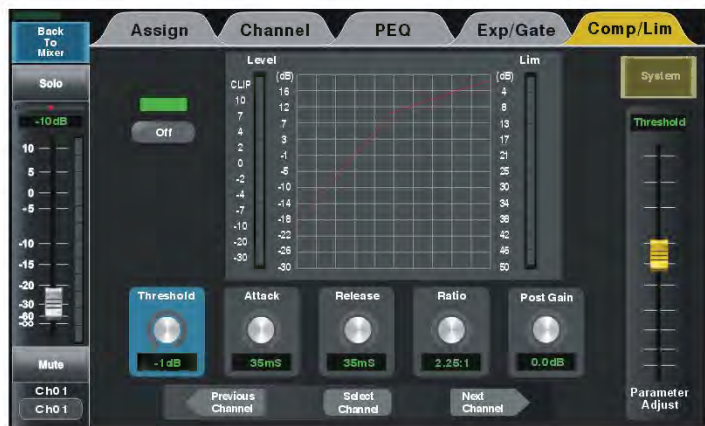 Back
To
Mixer
Assign
Channel
PEQ
Exp/Gate
Comp/Lim
Solo
-10dB
10
5
0
-5
-10
-15
-20
-30
-60
-∞
Mute
Ch01
Ch01
Off
Level
CLIP
10
7
4
2
0
-2
-4
-7
-10
-20
-30
(dB)
16
12
7
3
-1
-5
-10
-14
-18
-22
-26
-30
Lim
(dB)
4
8
13
17
21
25
30
34
38
42
46
50
System
Threshold
Threshold
-1dB
Attack
35mS
Release
35mS
Ratio
2.25:1
Post Gain
0.0dB
Previous
Channel
Select
Channel
Next
Channel
Parameter
Adjust